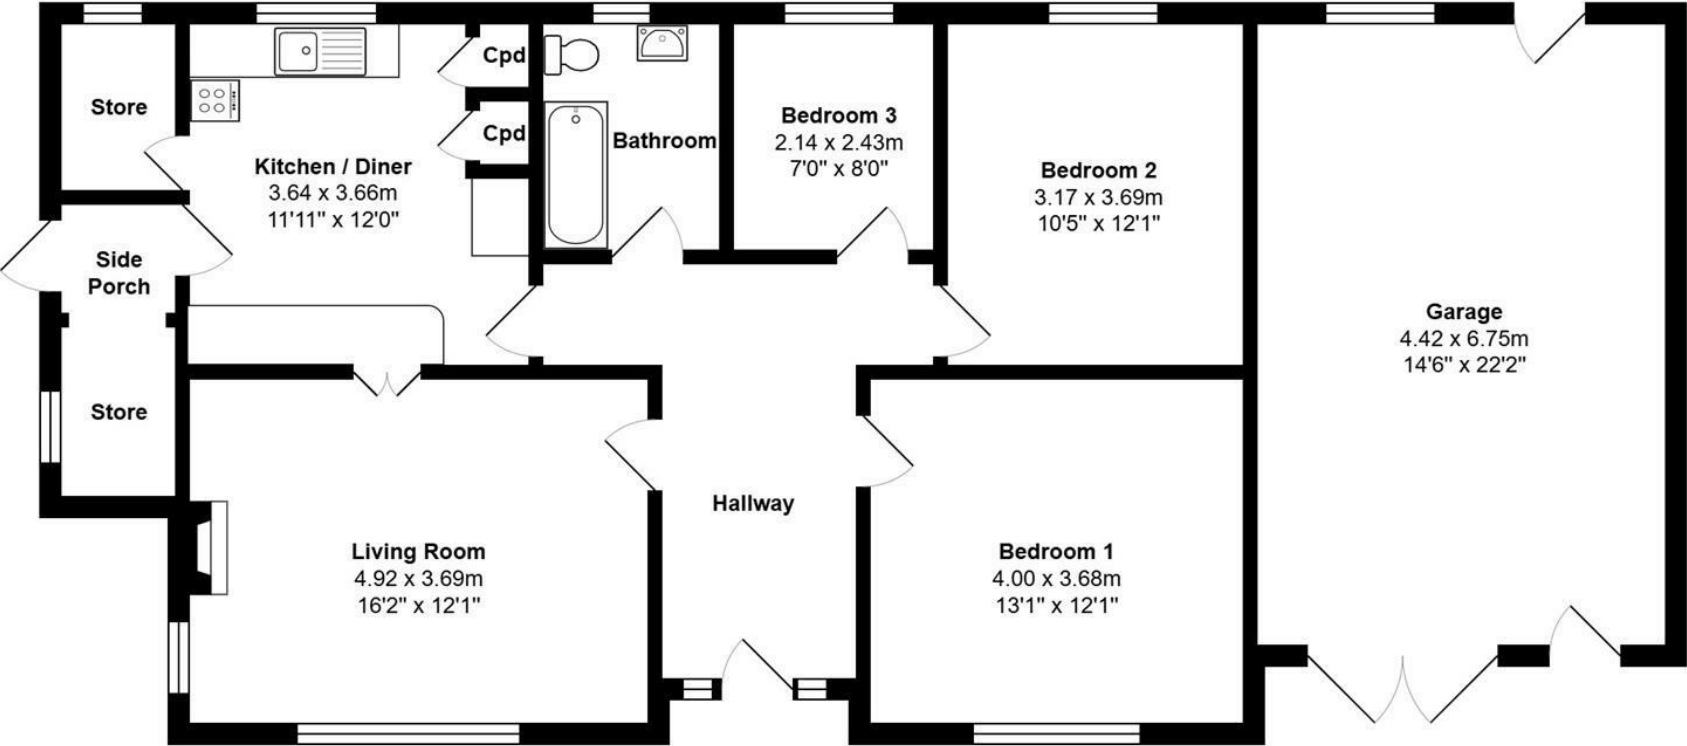 Store
Kitchen / Diner
3.64 x 3.66m
11'11" x 12'0"
Cpd
Cpd
Bathroom
Bedroom 3
2.14 x 2.43m
7'0" x 8'0"
Bedroom 2
3.17 x 3.69m
10'5" x 12'1"
Side
Porch
Store
Garage
4.42 x 6.75m
14'6" x 22'2"
Living Room
4.92 x 3.69m
16'2" x 12'1"
Hallway
Bedroom 1
4.00 x 3.68m
13'1" x 12'1"